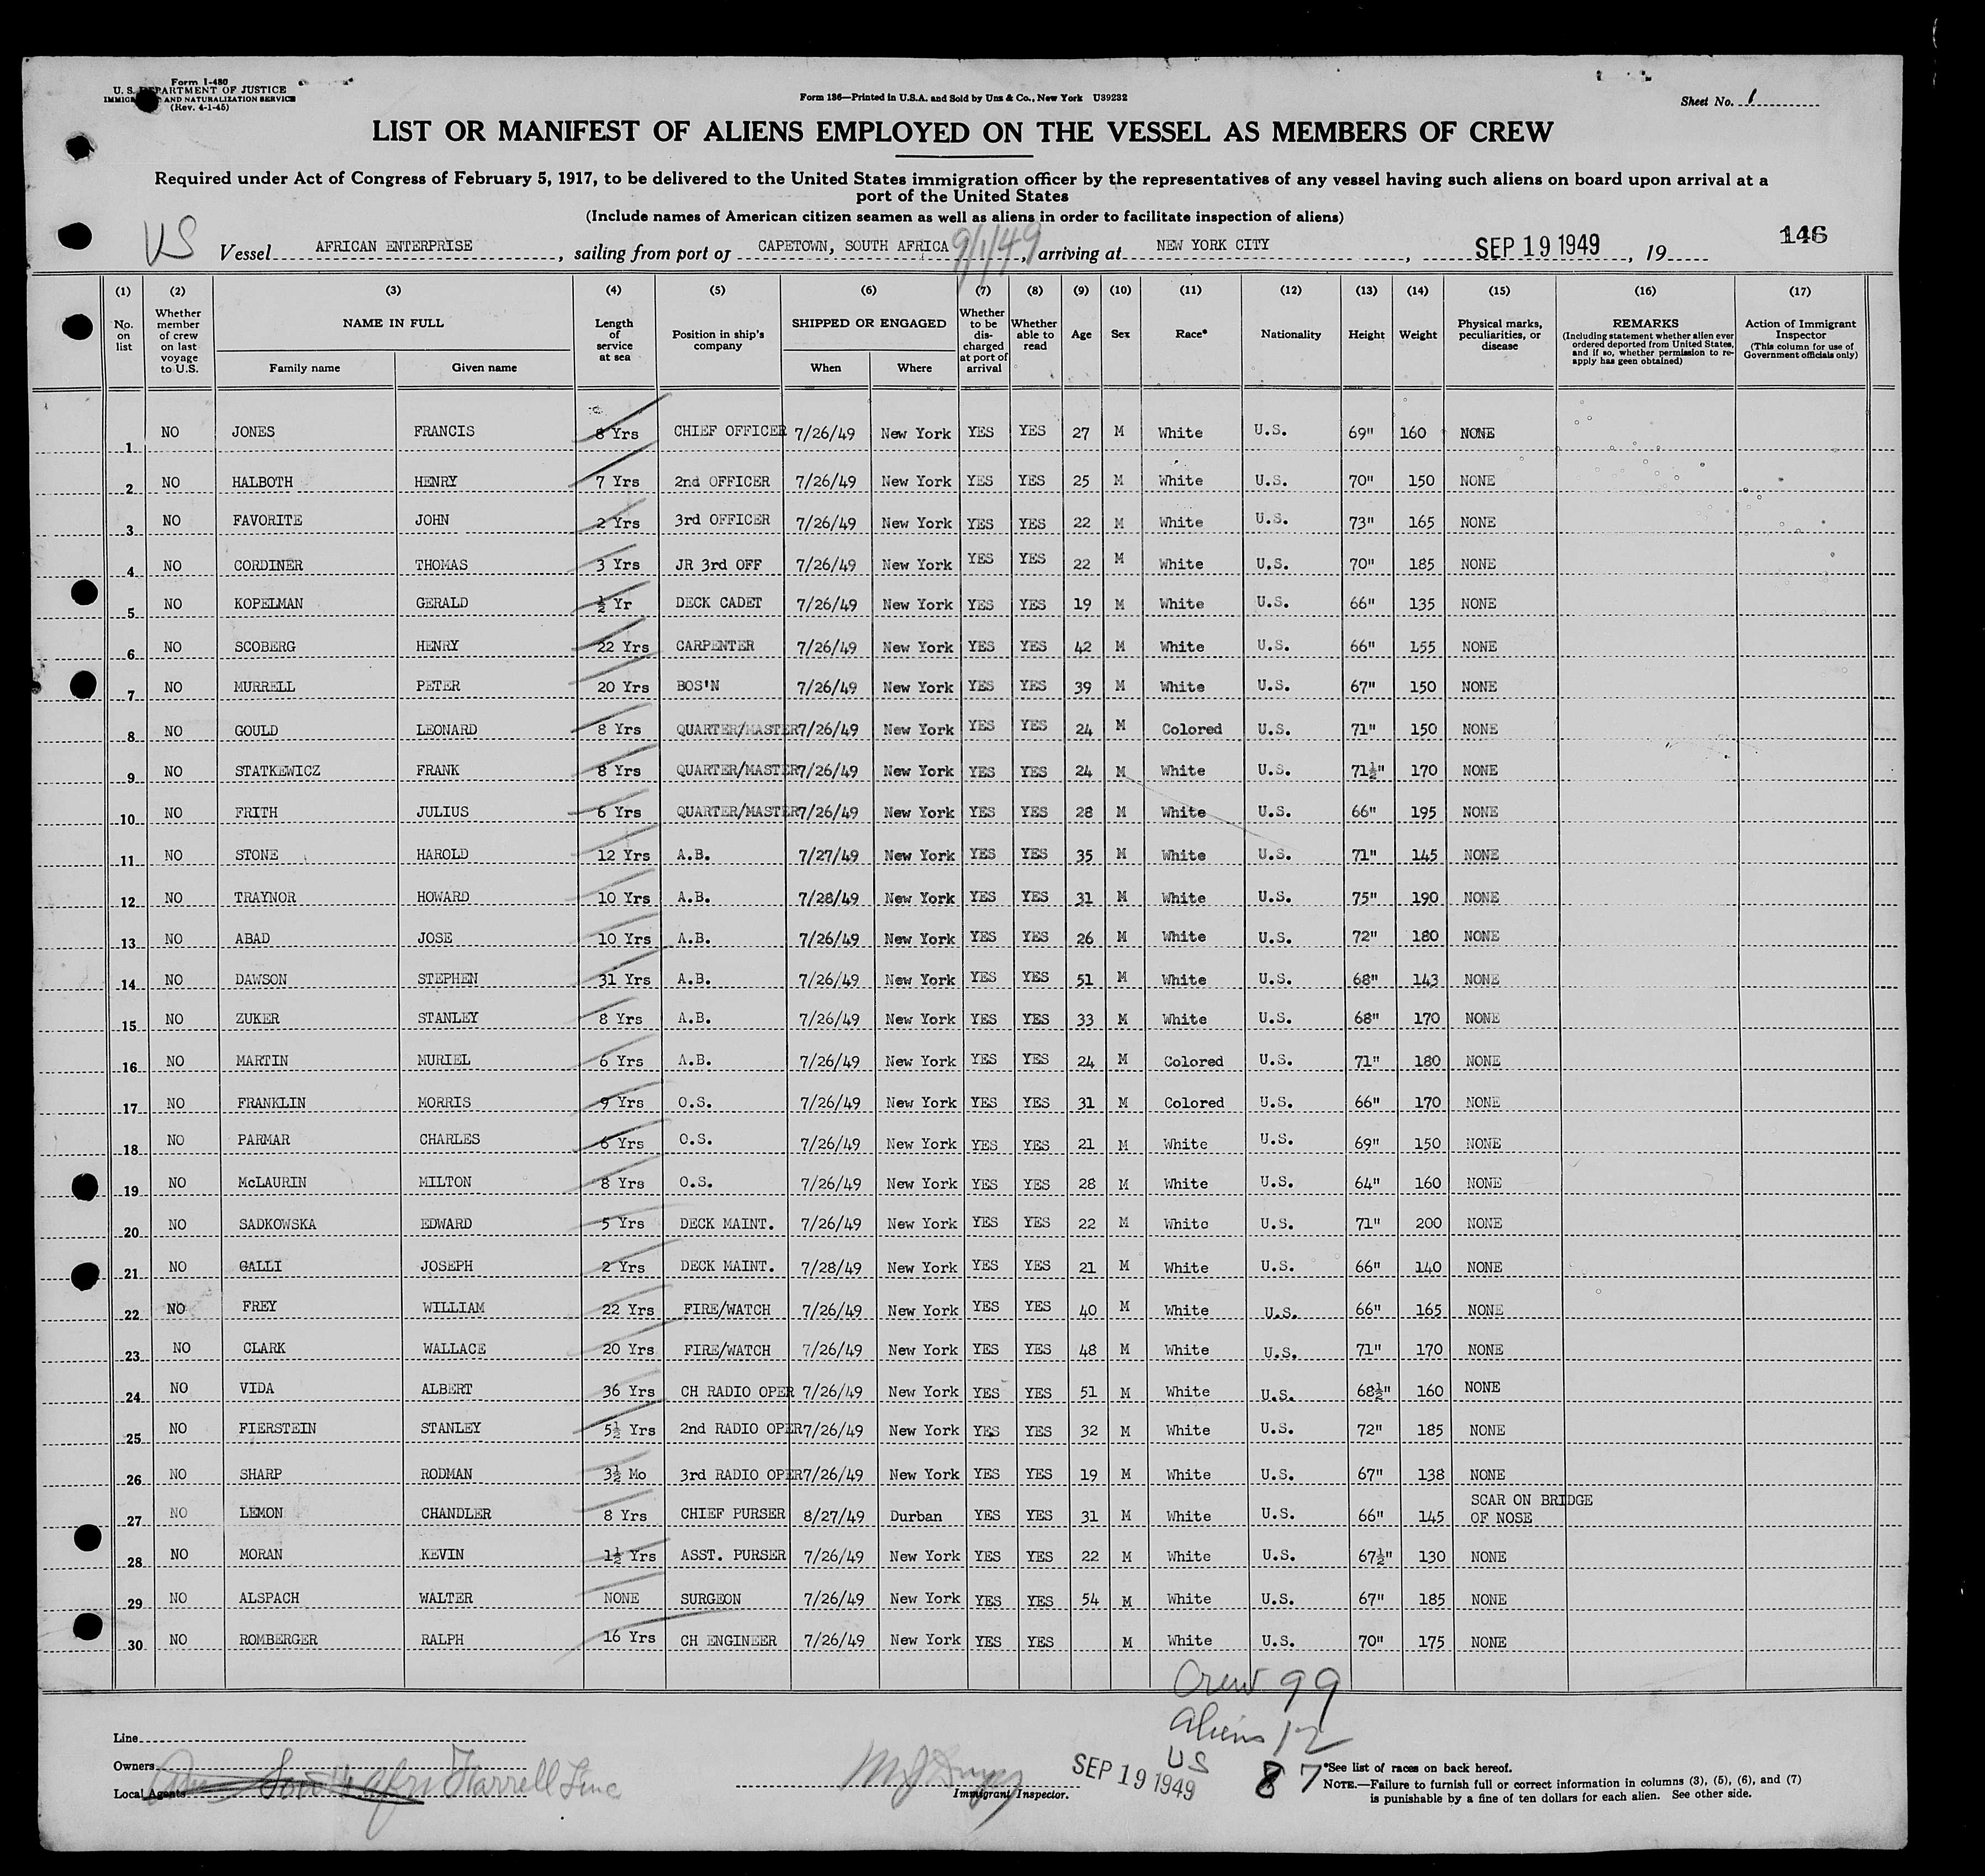 Form I-480
U. S. DEPARTMENT OF JUSTICE
IMMIGRATION AND NATURALIZATION SERVICE
(Rev. 4-1-45)
Form 136—Printed in U.S.A. and Sold by Unz & Co., New York U39232
Sheet No. 1
LIST OR MANIFEST OF ALIENS EMPLOYED ON THE VESSEL AS MEMBERS OF CREW
Required under Act of Congress of February 5, 1917, to be delivered to the United States immigration officer by the representatives of any vessel having such aliens on board upon arrival at a
port of the United States
(Include names of American citizen seamen as well as aliens in order to facilitate inspection of aliens)
146
US Vessel AFRICAN ENTERPRISE, sailing from port of CAPETOWN, SOUTH AFRICA 9/1/49, arriving at NEW YORK CITY, SEP 19 1949, 19
(1) (2) (3) (4) (5) (6) (7) (8) (9) (10) (11) (12) (13) (14) (15) (16) (17)
No. on list Whether member of crew on last voyage to U.S. NAME IN FULL Family name Given name Length of service at sea Position in ship's company SHIPPED OR ENGAGED When Where Whether to be discharged at port of arrival Whether able to read Age Sex Race* Nationality Height Weight Physical marks, peculiarities, or disease REMARKS (Including statement whether alien ever ordered deported from United States, and if so, whether permission to re-apply has geen obtained) Action of Immigrant Inspector (This column for use of Government officials only)
1 NO JONES FRANCIS 8 Yrs CHIEF OFFICER 7/26/49 New York YES YES 27 M White U.S. 69" 160 NONE
2 NO HALBOTH HENRY 7 Yrs 2nd OFFICER 7/26/49 New York YES YES 25 M White U.S. 70" 150 NONE
3 NO FAVORITE JOHN 2 Yrs 3rd OFFICER 7/26/49 New York YES YES 22 M White U.S. 73" 165 NONE
4 NO CORDINER THOMAS 3 Yrs JR 3rd OFF 7/26/49 New York YES YES 22 M White U.S. 70" 185 NONE
5 NO KOPELMAN GERALD ½ Yr DECK CADET 7/26/49 New York YES YES 19 M White U.S. 66" 135 NONE
6 NO SCOBERG HENRY 22 Yrs CARPENTER 7/26/49 New York YES YES 42 M White U.S. 66" 155 NONE
7 NO MURRELL PETER 20 Yrs BOS'N 7/26/49 New York YES YES 39 M White U.S. 67" 150 NONE
8 NO GOULD LEONARD 8 Yrs QUARTER/MASTER 7/26/49 New York YES YES 24 M Colored U.S. 71" 150 NONE
9 NO STATKEWICZ FRANK 8 Yrs QUARTER/MASTER 7/26/49 New York YES YES 24 M White U.S. 71½" 170 NONE
10 NO FRITH JULIUS 6 Yrs QUARTER/MASTER 7/26/49 New York YES YES 28 M White U.S. 66" 195 NONE
11 NO STONE HAROLD 12 Yrs A.B. 7/27/49 New York YES YES 35 M White U.S. 71" 145 NONE
12 NO TRAYNOR HOWARD 10 Yrs A.B. 7/28/49 New York YES YES 31 M White U.S. 75" 190 NONE
13 NO ABAD JOSE 10 Yrs A.B. 7/26/49 New York YES YES 26 M White U.S. 72" 180 NONE
14 NO DAWSON STEPHEN 31 Yrs A.B. 7/26/49 New York YES YES 51 M White U.S. 68" 143 NONE
15 NO ZUKER STANLEY 8 Yrs A.B. 7/26/49 New York YES YES 33 M White U.S. 68" 170 NONE
16 NO MARTIN MURIEL 6 Yrs A.B. 7/26/49 New York YES YES 24 M Colored U.S. 71" 180 NONE
17 NO FRANKLIN MORRIS 9 Yrs O.S. 7/26/49 New York YES YES 31 M Colored U.S. 66" 170 NONE
18 NO PARMAR CHARLES 6 Yrs O.S. 7/26/49 New York YES YES 21 M White U.S. 69" 150 NONE
19 NO McLAURIN MILTON 8 Yrs O.S. 7/26/49 New York YES YES 28 M White U.S. 64" 160 NONE
20 NO SADKOWSKA EDWARD 5 Yrs DECK MAINT. 7/26/49 New York YES YES 22 M White U.S. 71" 200 NONE
21 NO GALLI JOSEPH 2 Yrs DECK MAINT. 7/28/49 New York YES YES 21 M White U.S. 66" 140 NONE
22 NO FREY WILLIAM 22 Yrs FIRE/WATCH 7/26/49 New York YES YES 40 M White U.S. 66" 165 NONE
23 NO CLARK WALLACE 20 Yrs FIRE/WATCH 7/26/49 New York YES YES 48 M White U.S. 71" 170 NONE
24 NO VIDA ALBERT 36 Yrs CH RADIO OPER 7/26/49 New York YES YES 51 M White U.S. 68½" 160 NONE
25 NO FIERSTEIN STANLEY 5½ Yrs 2nd RADIO OPER 7/26/49 New York YES YES 32 M White U.S. 72" 185 NONE
26 NO SHARP RODMAN 3½ Mo 3rd RADIO OPER 7/26/49 New York YES YES 19 M White U.S. 67" 138 NONE
27 NO LEMON CHANDLER 8 Yrs CHIEF PURSER 8/27/49 Durban YES YES 31 M White U.S. 66" 145 SCAR ON BRIDGE OF NOSE
28 NO MORAN KEVIN 1½ Yrs ASST. PURSER 7/26/49 New York YES YES 22 M White U.S. 67½" 130 NONE
29 NO ALSPACH WALTER NONE SURGEON 7/26/49 New York YES YES 54 M White U.S. 67" 185 NONE
30 NO ROMBERGER RALPH 16 Yrs CH ENGINEER 7/26/49 New York YES YES M White U.S. 70" 175 NONE
Crew 99
Aliens 12
US 87
Line
Owners
Local Agents
South Afri Farrell Line
Immigrant Inspector.
SEP 19 1949
*See list of races on back hereof.
NOTE.—Failure to furnish full or correct information in columns (3), (5), (6), and (7)
is punishable by a fine of ten dollars for each alien. See other side.